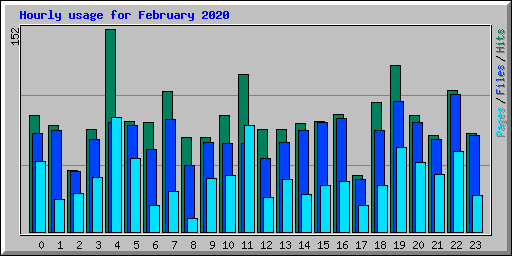 Hourly usage for February 2020
152
Pages / Files / Hits
0 1 2 3 4 5 6 7 8 9 10 11 12 13 14 15 16 17 18 19 20 21 22 23